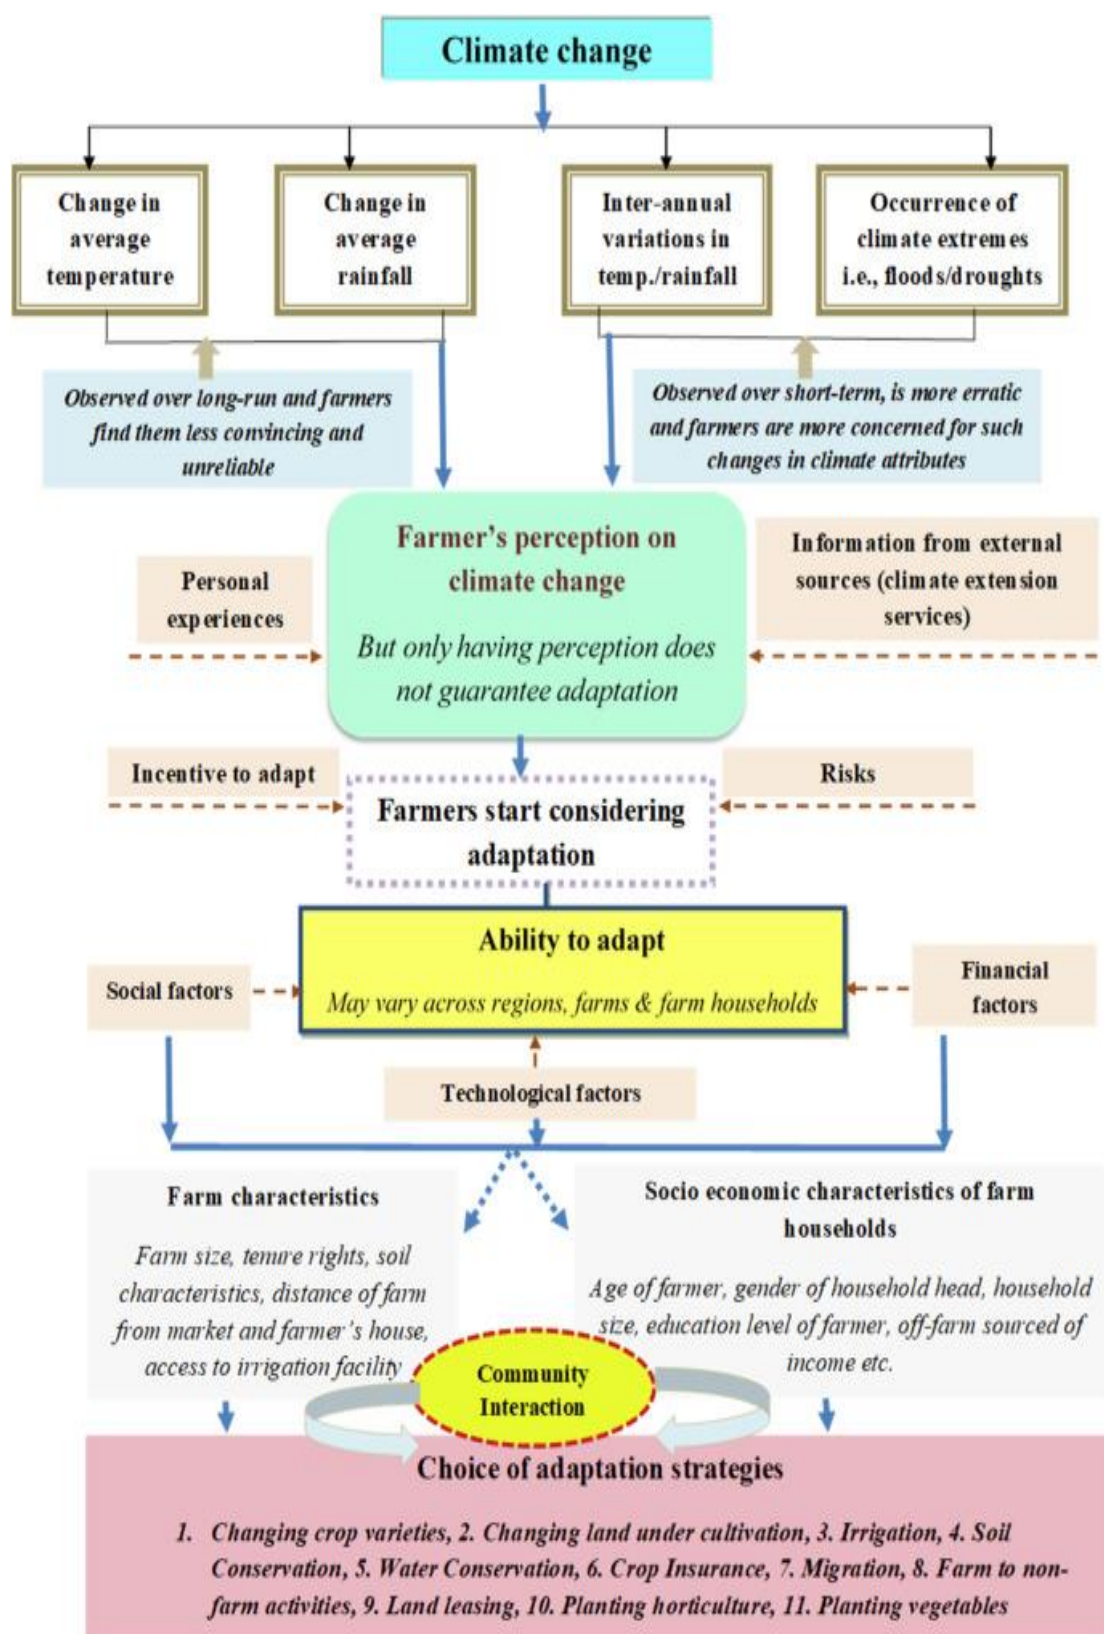 Climate change
Change in
average
temperature
Change in
average
rainfall
Inter-annual
variations in
temp./rainfall
Occurrence of
climate extremes
i.e., floods/droughts
Observed over long-run and farmers
find them less convincing and
unreliable
Observed over short-term, is more erratic
and farmers are more concerned for such
changes in climate attributes
Farmer's perception on
climate change
But only having perception does
not guarantee adaptation
Personal
experiences
Information from external
sources (climate extension
services)
Incentive to adapt
Risks
Farmers start considering
adaptation
Ability to adapt
May vary across regions, farms & farm households
Social factors
Financial
factors
Technological factors
Farm characteristics
Farm size, tenure rights, soil
characteristics, distance of farm
from market and farmer's house,
access to irrigation facility
Socio economic characteristics of farm
households
Age of farmer, gender of household head, household
size, education level of farmer, off-farm sourced of
income etc.
Community
Interaction
Choice of adaptation strategies
1. Changing crop varieties, 2. Changing land under cultivation, 3. Irrigation, 4. Soil
Conservation, 5. Water Conservation, 6. Crop Insurance, 7. Migration, 8. Farm to non-
farm activities, 9. Land leasing, 10. Planting horticulture, 11. Planting vegetables